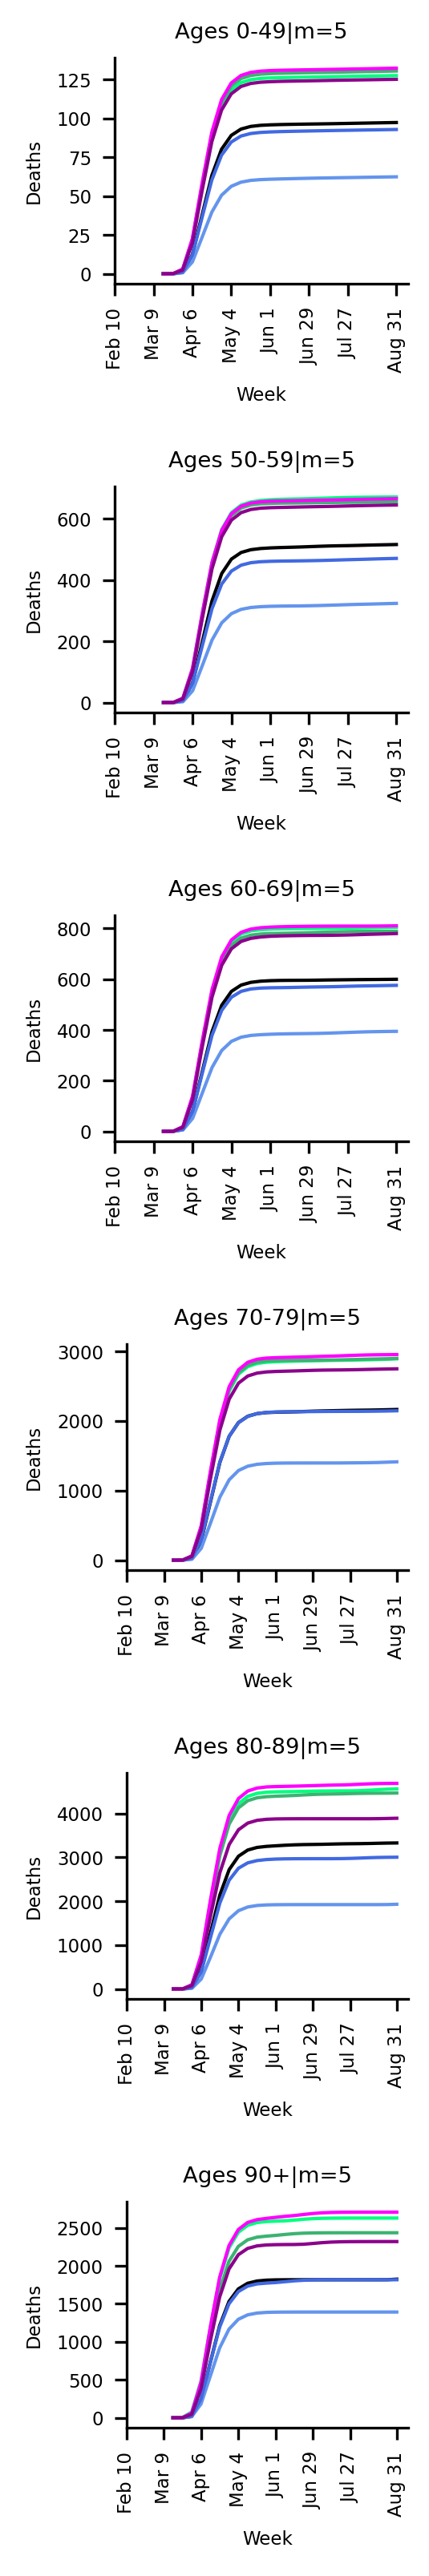 Ages 0-49|m=5
125
100
75
50
25
0
Deaths
Feb 10
Mar 9
Apr 6
May 4
Jun 1
Jun 29
Jul 27
Aug 31
Week
Ages 50-59|m=5
600
400
200
0
Deaths
Feb 10
Mar 9
Apr 6
May 4
Jun 1
Jun 29
Jul 27
Aug 31
Week
Ages 60-69|m=5
800
600
400
200
0
Deaths
Feb 10
Mar 9
Apr 6
May 4
Jun 1
Jun 29
Jul 27
Aug 31
Week
Ages 70-79|m=5
3000
2000
1000
0
Deaths
Feb 10
Mar 9
Apr 6
May 4
Jun 1
Jun 29
Jul 27
Aug 31
Week
Ages 80-89|m=5
4000
3000
2000
1000
0
Deaths
Feb 10
Mar 9
Apr 6
May 4
Jun 1
Jun 29
Jul 27
Aug 31
Week
Ages 90+|m=5
2500
2000
1500
1000
500
0
Deaths
Feb 10
Mar 9
Apr 6
May 4
Jun 1
Jun 29
Jul 27
Aug 31
Week